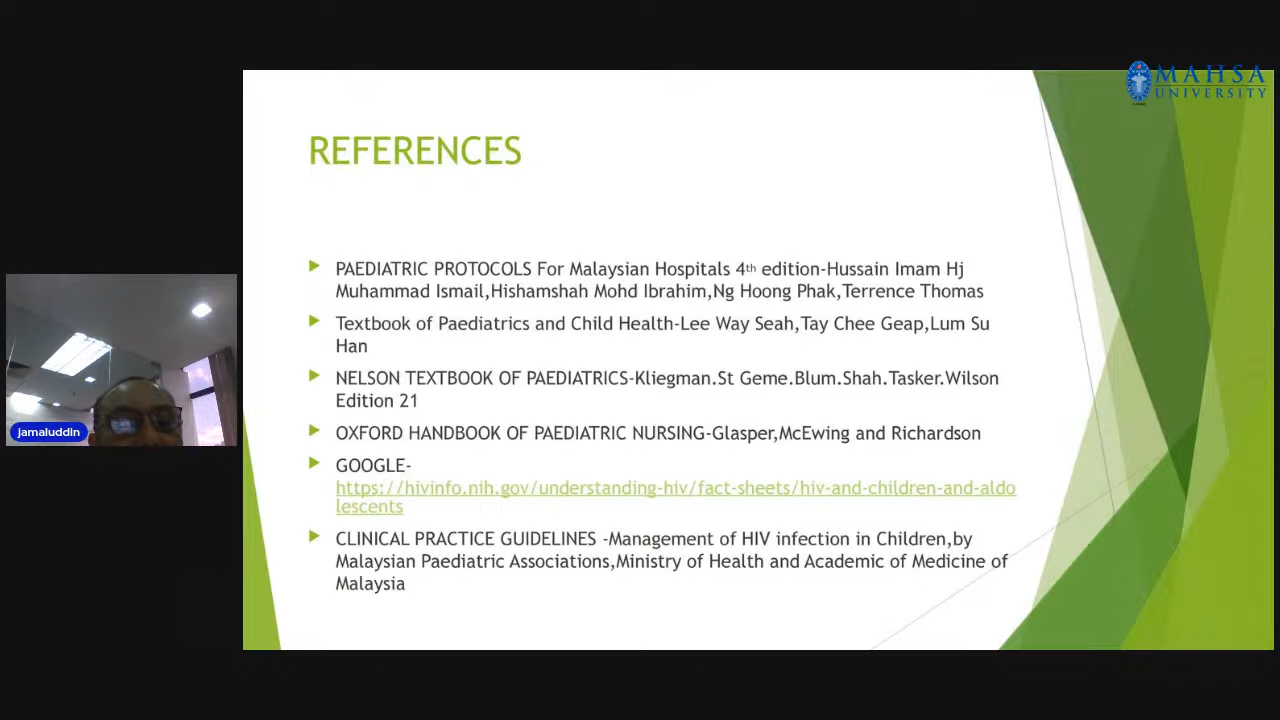 MAHSA
UNIVERSITY
REFERENCES
PAEDIATRIC PROTOCOLS For Malaysian Hospitals 4th edition-Hussain Imam Hj
Muhammad Ismail,Hishamshah Mohd Ibrahim,Ng Hoong Phak,Terrence Thomas
Textbook of Paediatrics and Child Health-Lee Way Seah,Tay Chee Geap,Lum Su
Han
NELSON TEXTBOOK OF PAEDIATRICS-Kliegman.St Geme.Blum.Shah.Tasker.Wilson
Edition 21
OXFORD HANDBOOK OF PAEDIATRIC NURSING-Glasper,McEwing and Richardson
GOOGLE-
https://hivinfo.nih.gov/understanding-hiv/fact-sheets/hiv-and-children-and-aldo
lescents
CLINICAL PRACTICE GUIDELINES -Management of HIV infection in Children,by
Malaysian Paediatric Associations,Ministry of Health and Academic of Medicine of
Malaysia
jamaluddin